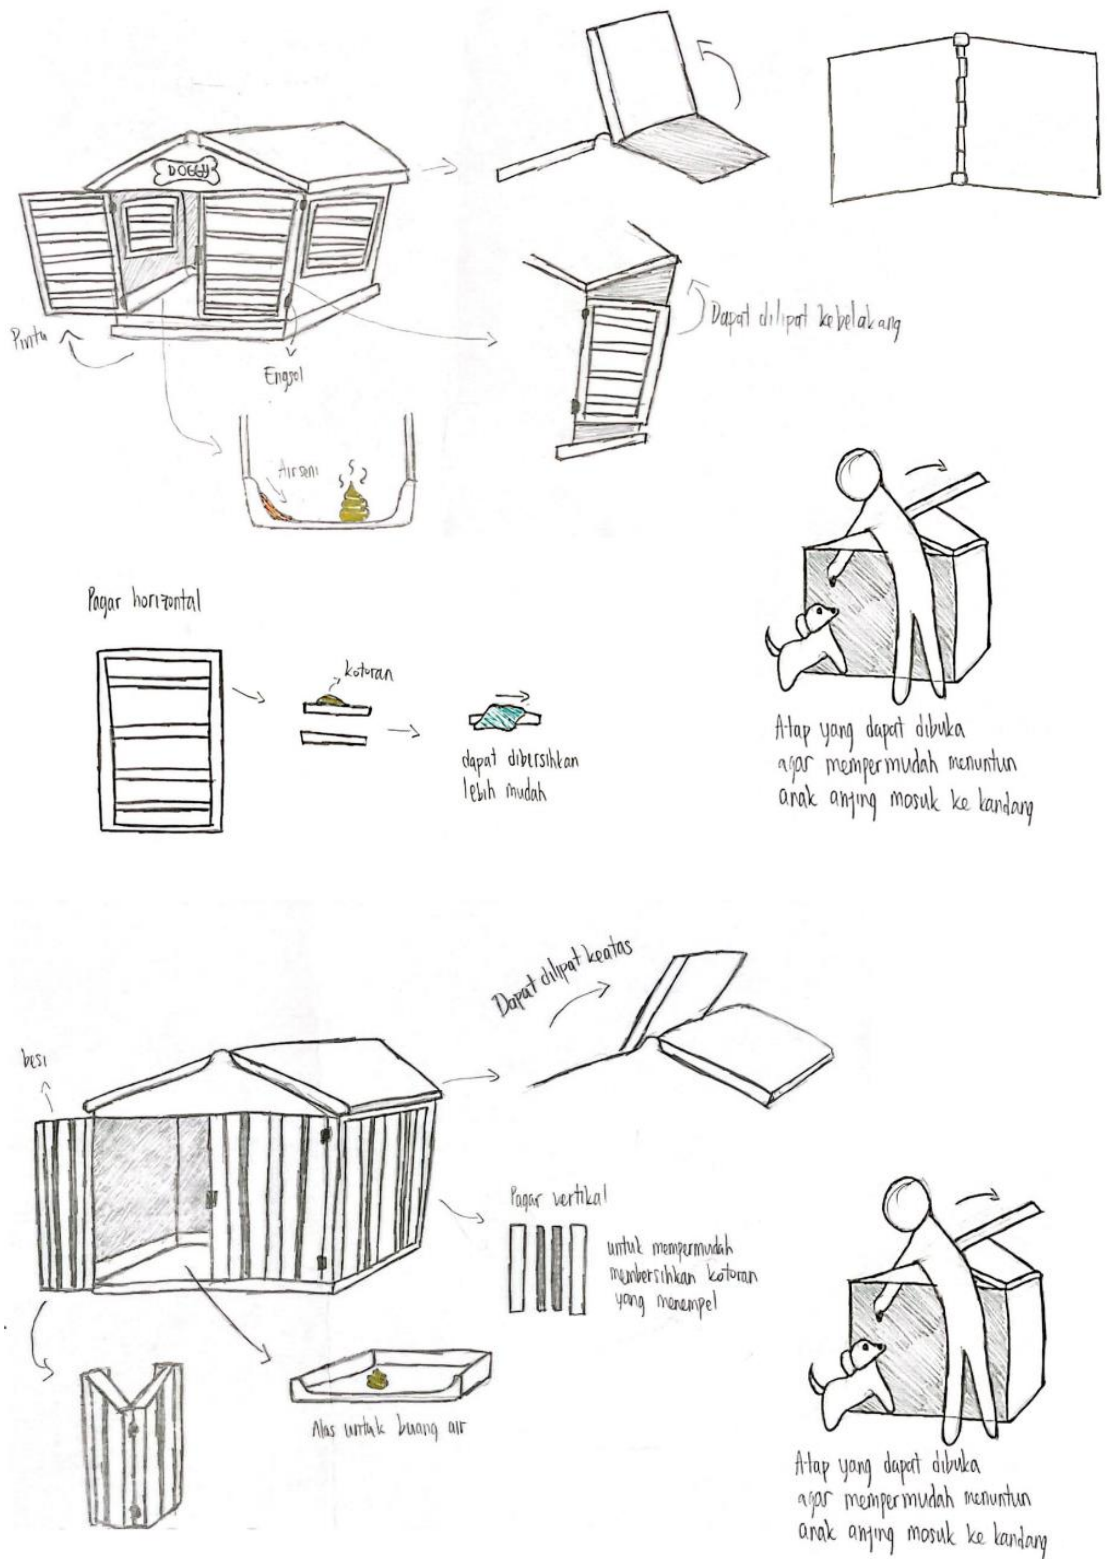 DOGGY
Pintu
Engsel
Dapat dilipat kebelakang
Air seni
Pagar horizontal
kotoran
dapat dibersihkan
lebih mudah
Atap yang dapat dibuka
agar mempermudah menuntun
anak anjing masuk ke kandang
Dapat dilipat keatas
besi
Pagar vertikal
untuk mempermudah
membersihkan kotoran
yang menempel
Alas untuk buang air
Atap yang dapat dibuka
agar mempermudah menuntun
anak anjing masuk ke kandang